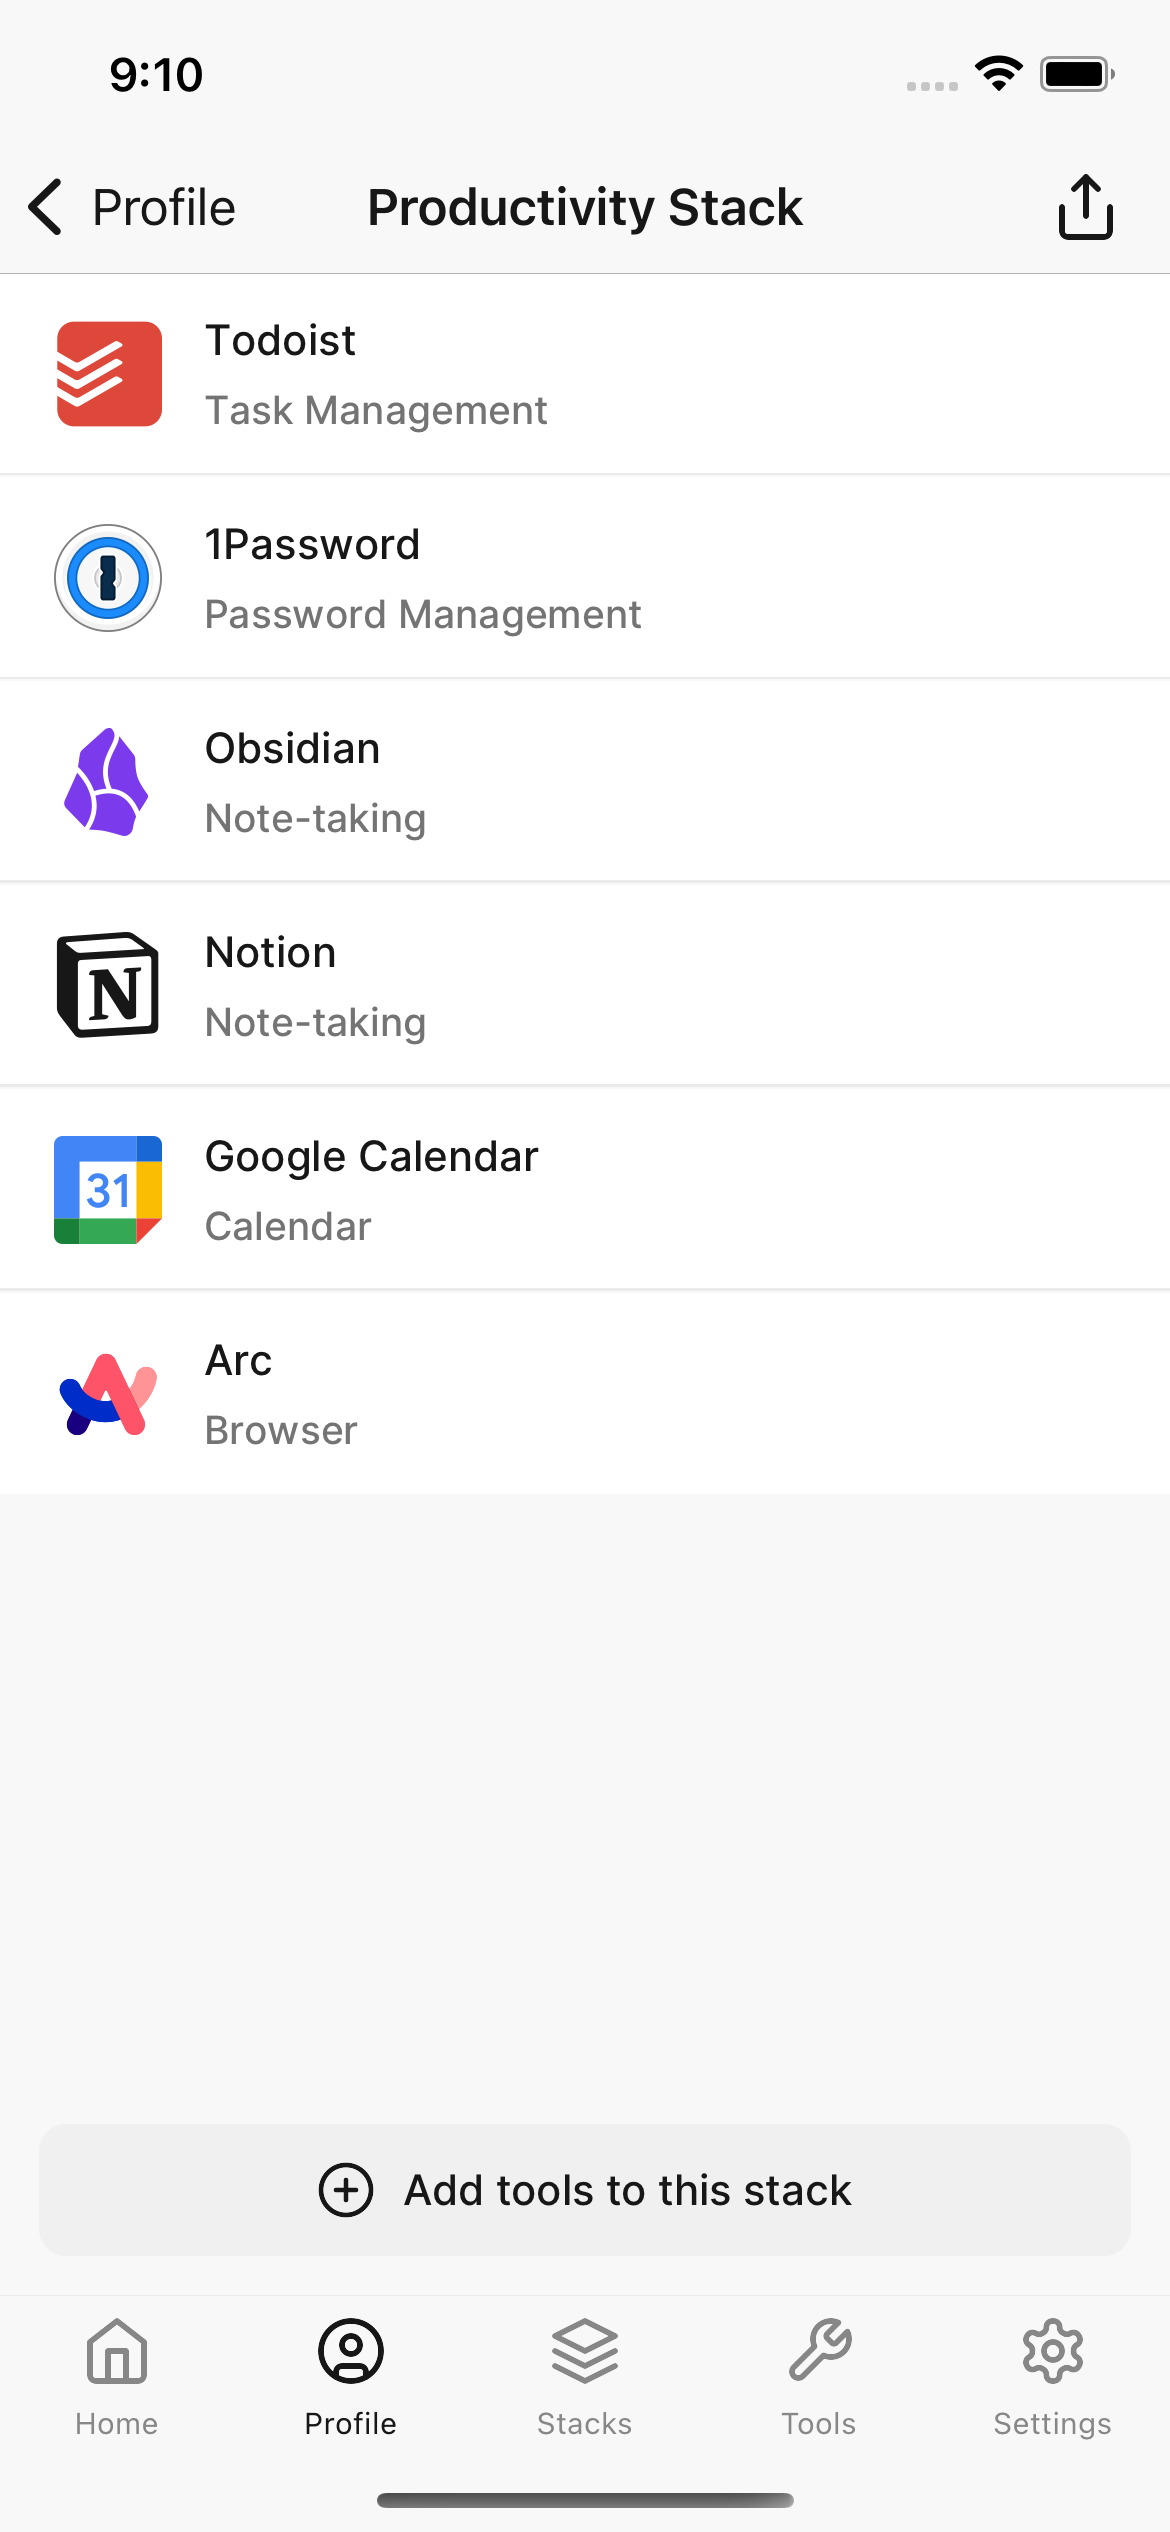 9:10
Profile
Productivity Stack
Todoist
Task Management
1Password
Password Management
Obsidian
Note-taking
N
Notion
Note-taking
31
Google Calendar
Calendar
Arc
Browser
Add tools to this stack
Home
Profile
Stacks
Tools
Settings